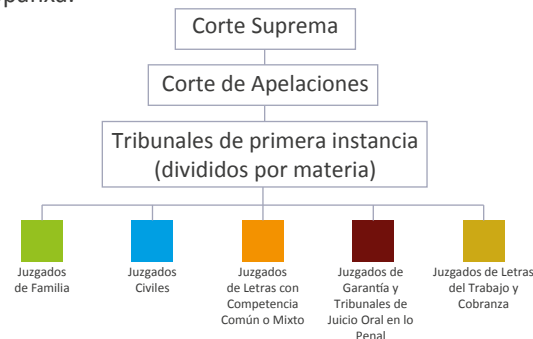 Corte Suprema
Corte de Apelaciones
Tribunales de primera instancia
(divididos por materia)
Juzgados
de Familia
Juzgados
Civiles
Juzgados
de Letras con
Competencia
Común o Mixto
Juzgados de
Garantía y
Tribunales de
Juicio Oral en lo
Penal
Juzgados de Letras
del Trabajo y
Cobranza